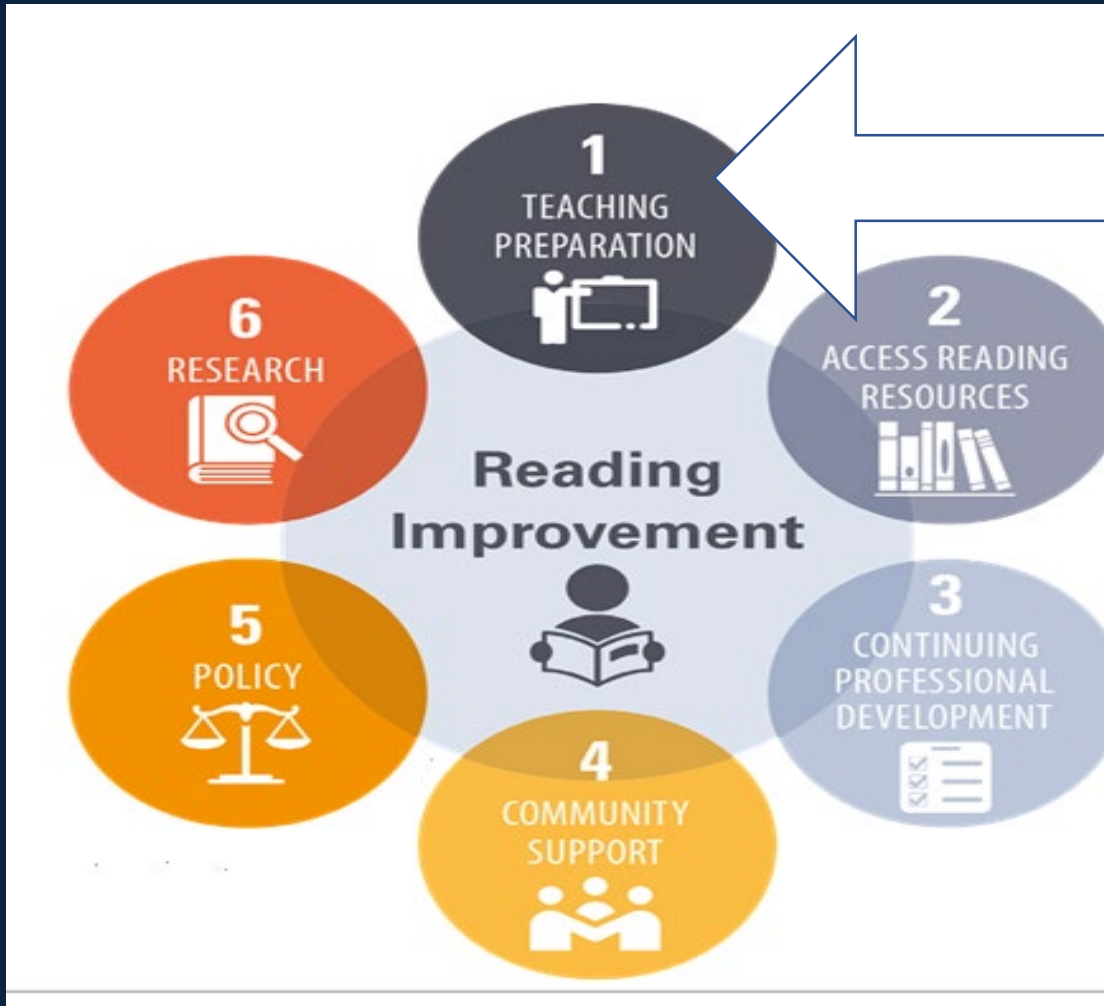 1
TEACHING
PREPARATION
2
ACCESS READING
RESOURCES
3
CONTINUING
PROFESSIONAL
DEVELOPMENT
4
COMMUNITY
SUPPORT
5
POLICY
6
RESEARCH
Reading
Improvement